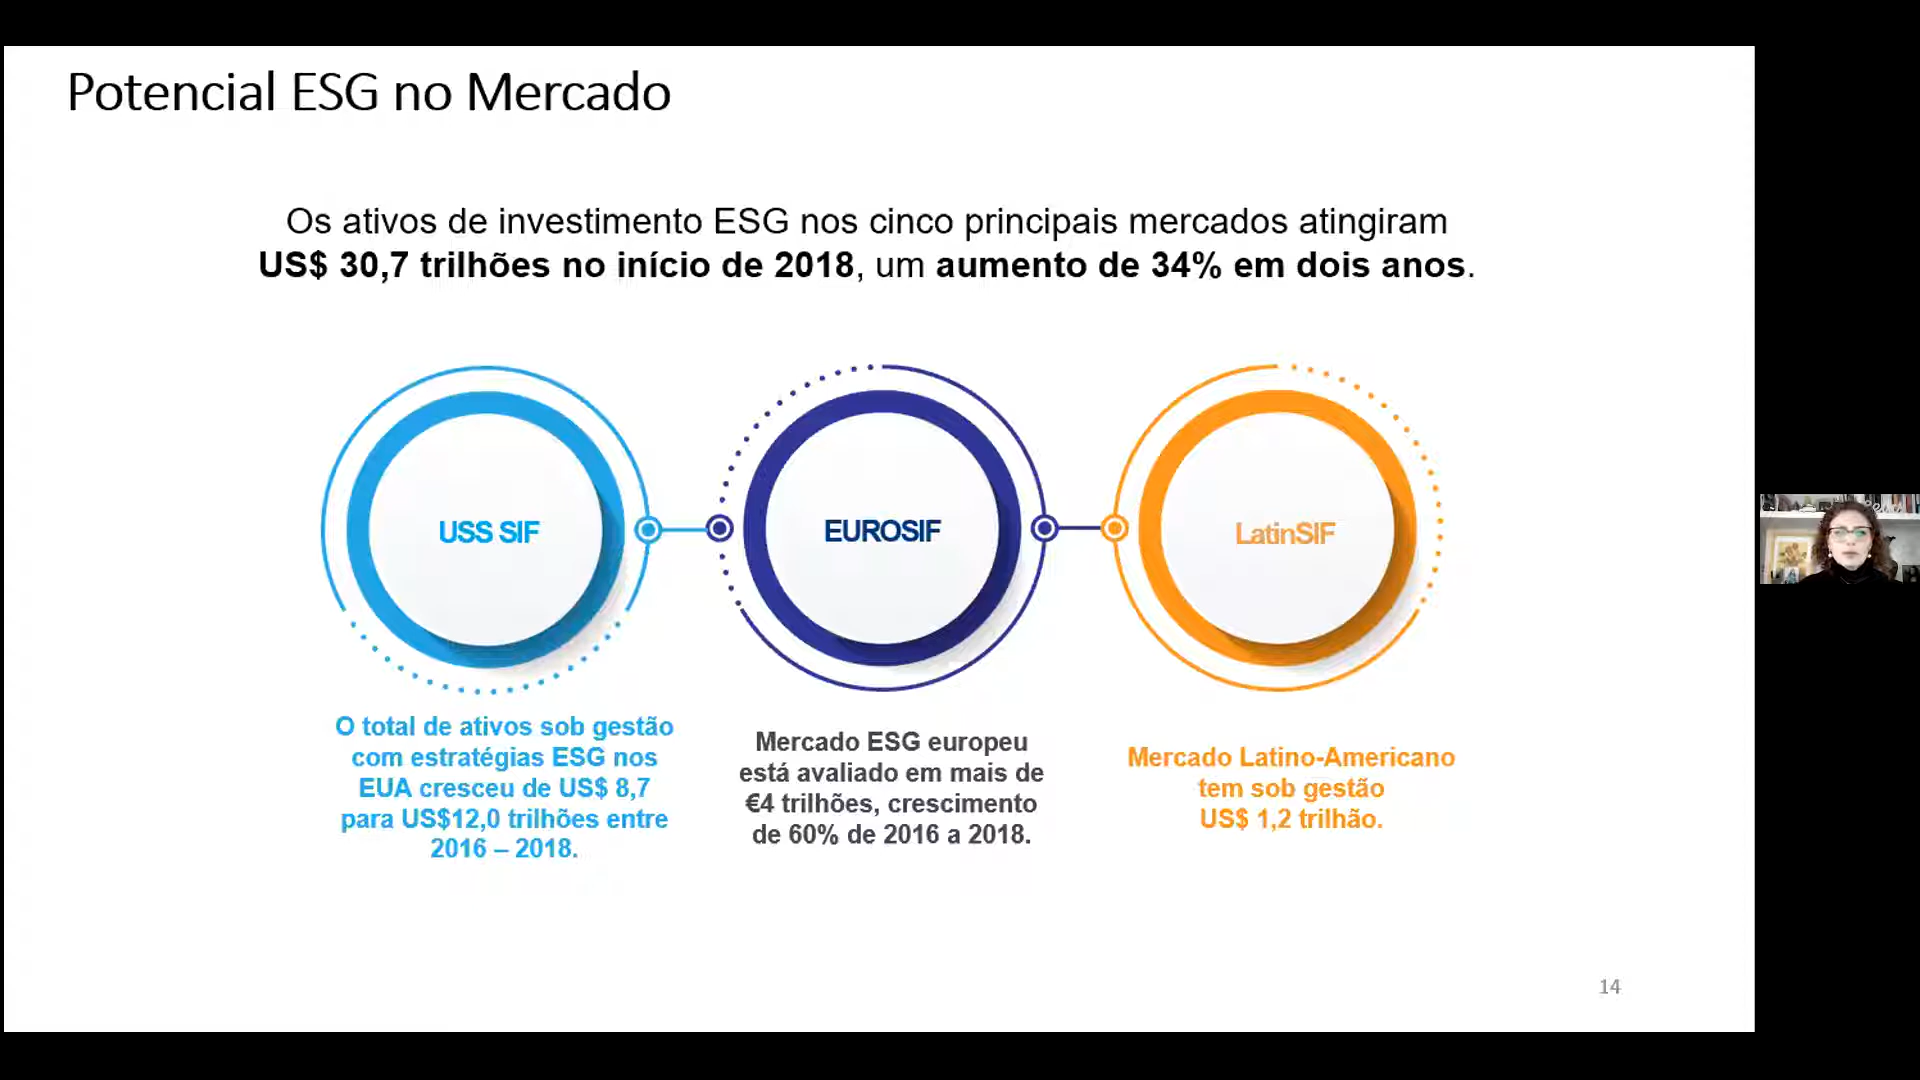 Potencial ESG no Mercado
Os ativos de investimento ESG nos cinco principais mercados atingiram
US$ 30,7 trilhões no início de 2018, um aumento de 34% em dois anos.
USS SIF
EUROSIF
LatinSIF
O total de ativos sob gestão
com estratégias ESG nos
EUA cresceu de US$ 8,7
para US$12,0 trilhões entre
2016 – 2018.
Mercado ESG europeu
está avaliado em mais de
€4 trilhões, crescimento
de 60% de 2016 a 2018.
Mercado Latino-Americano
tem sob gestão
US$ 1,2 trilhão.
14